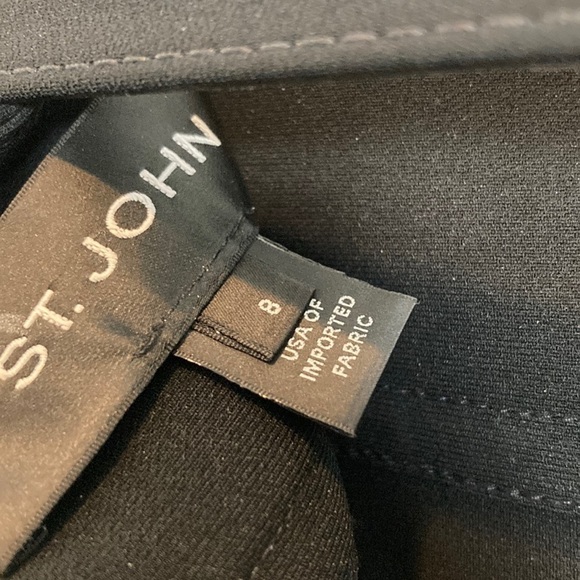 ST. JOHN
8
USA OF
IMPORTED
FABRIC